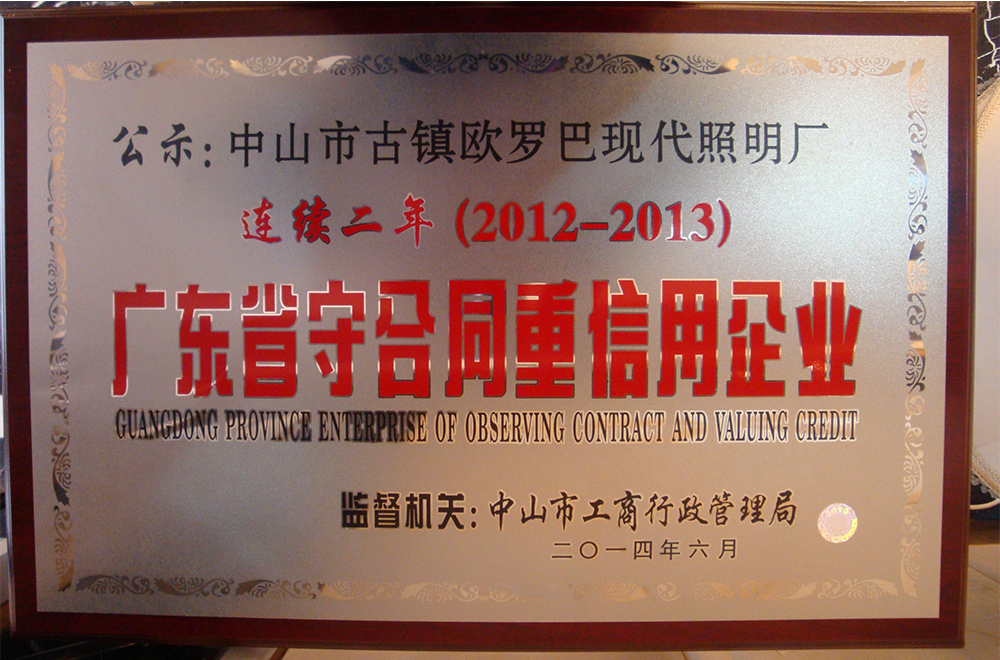 公示:中山市古镇欧罗巴现代照明厂
连续二年(2012-2013)
广东省守合同重信用企业
GUANGDONG PROVINCE ENTERPRISE OF OBSERVING CONTRACT AND VALUING CREDIT
监督机关:中山市工商行政管理局
二〇一四年六月